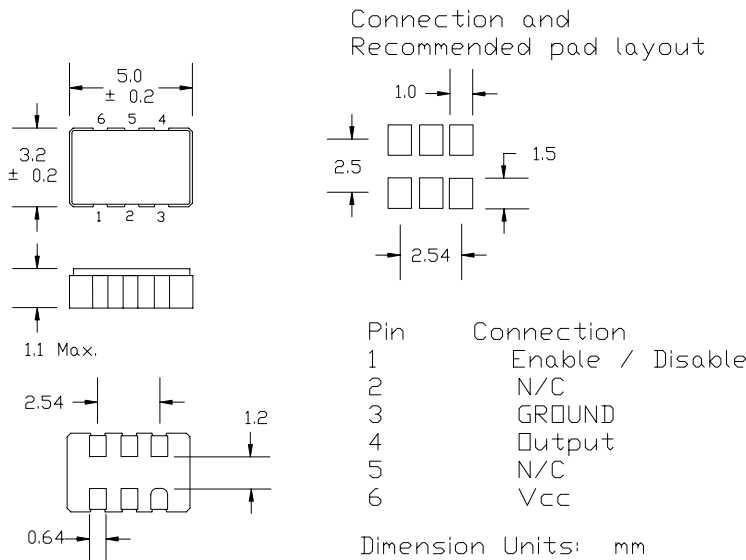 Connection and
Recommended pad layout
5.0
± 0.2
6 5 4
3.2
± 0.2
1 2 3
1.0
2.5
1.5
2.54
1.1 Max.
2.54
1.2
0.64
Pin Connection
1 Enable / Disable
2 N/C
3 GROUND
4 Output
5 N/C
6 Vcc
Dimension Units: mm